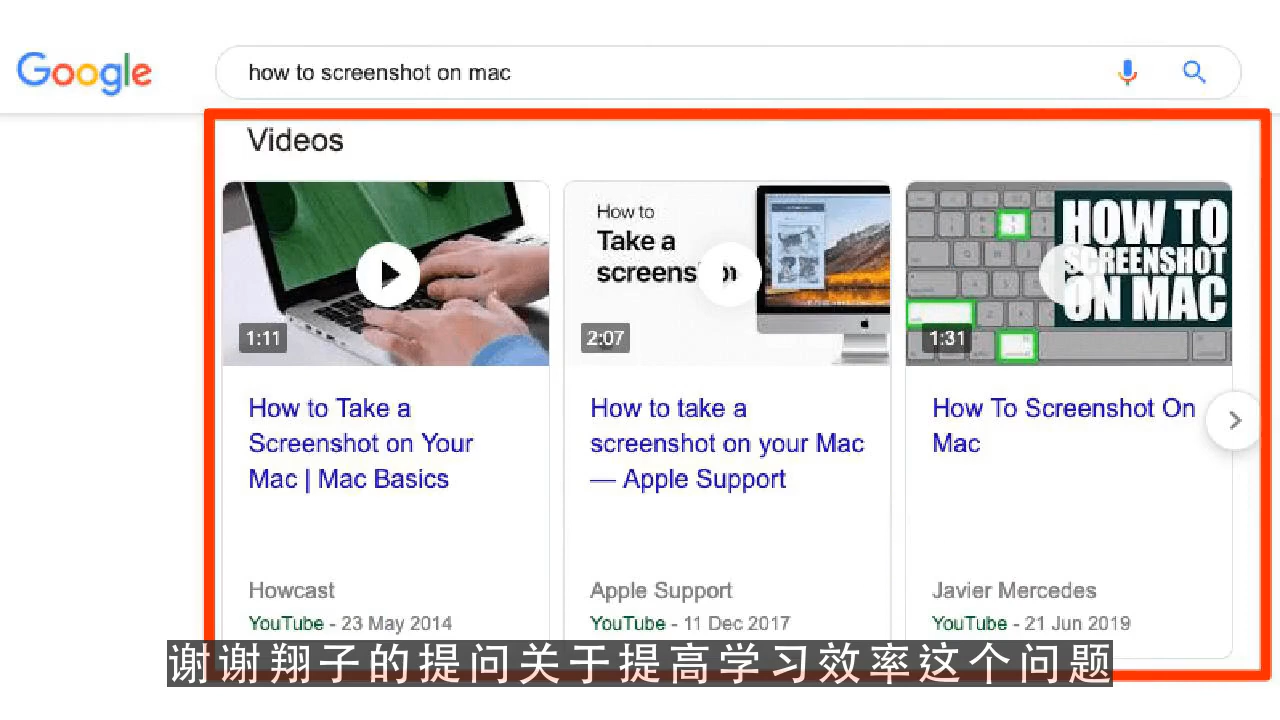 Google
how to screenshot on mac
Videos
1:11
How to Take a
Screenshot on Your
Mac | Mac Basics
Howcast
YouTube - 23 May 2014
How to
Take a
2:07
How to take a
screenshot on your Mac
— Apple Support
Apple Support
YouTube - 11 Dec 2017
HOW TO
SCREENSHOT
ON MAC
1:31
How To Screenshot On
Mac
Javier Mercedes
YouTube - 21 Jun 2019
谢谢翔子的提问关于提高学习效率这个问题